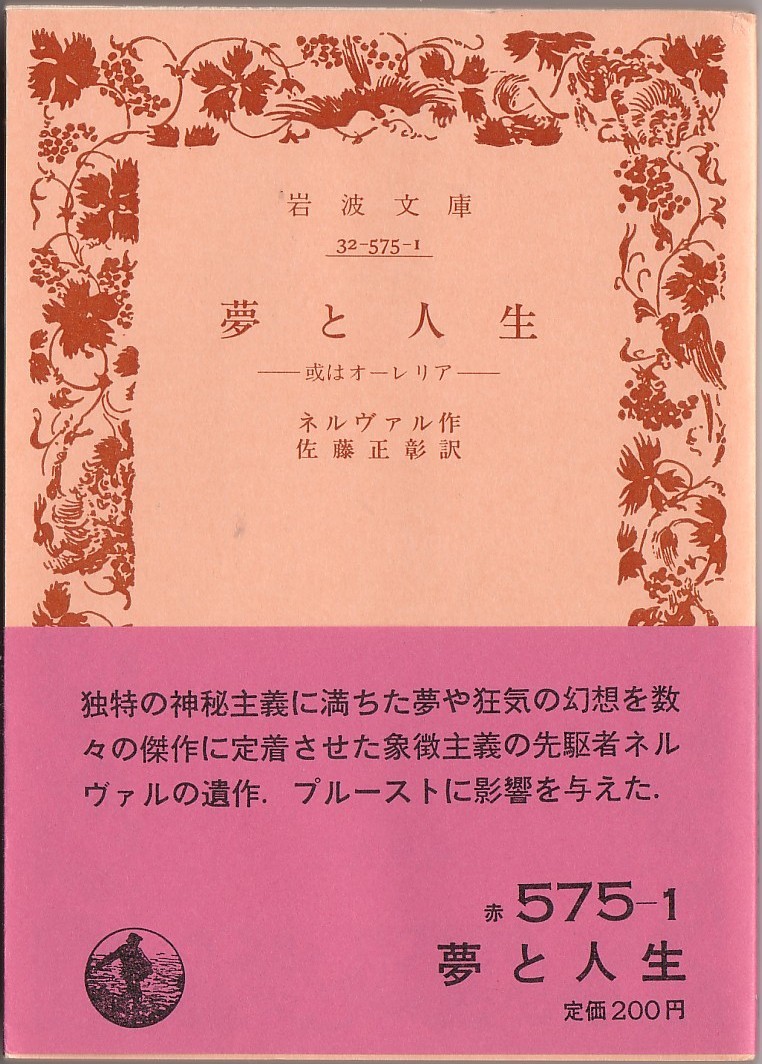 岩波文庫
32-575-1
夢と人生
──或はオーレリア──
ネルヴァル作
佐藤正彰訳
独特の神秘主義に満ちた夢や狂気の幻想を数
々の傑作に定着させた象徴主義の先駆者ネル
ヴァルの遺作．プルーストに影響を与えた．
赤 575-1
夢と人生
定価200円